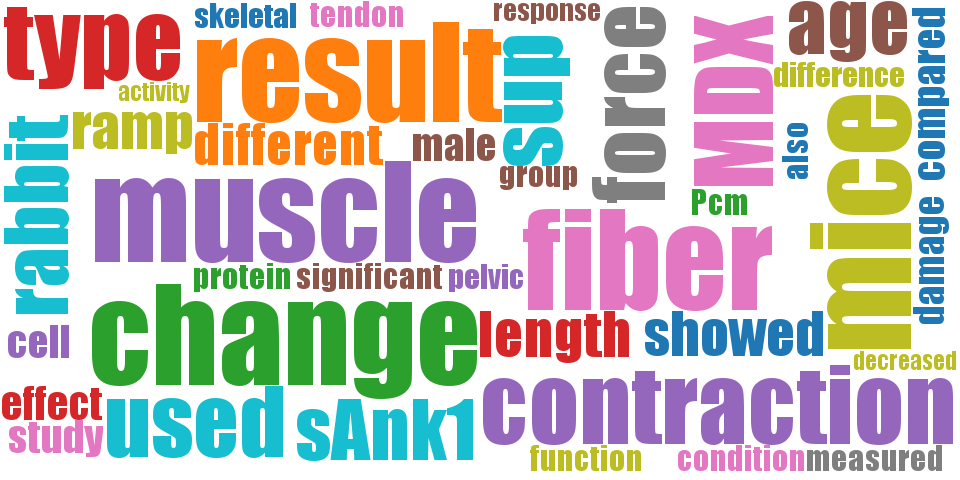 type
skeletal
tendon
response
result
sup
force
MDX
age
difference
compared
activity
ramp
different
male
group
also
mice
rabbit
muscle
Pcm
fiber
damage
protein
significant
pelvic
change
cell
length
showed
decreased
effect
study
used
sAnk1
contraction
function
condition
measured